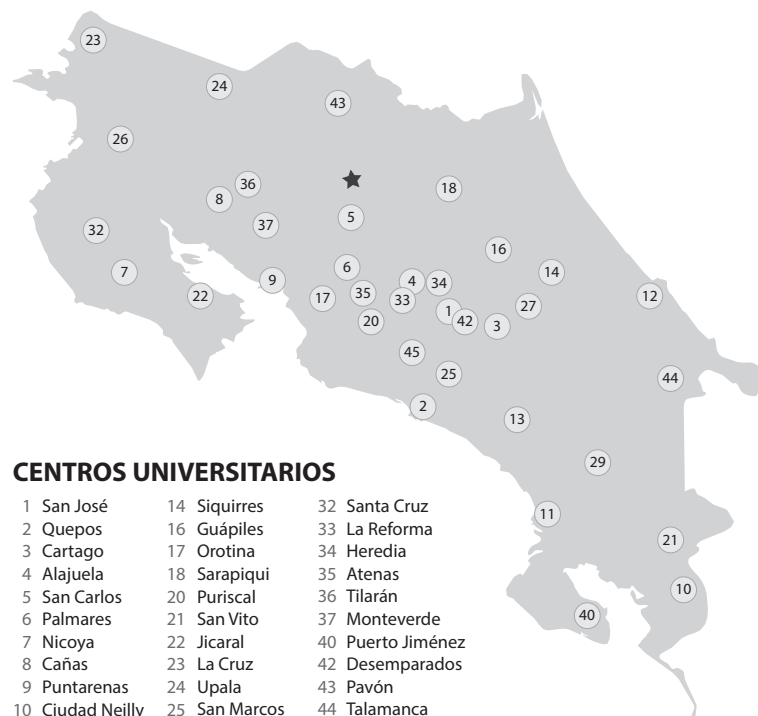 23
24
43
26
36
18
8
5
37
32
16
6
7
14
9
4
34
35
22
12
17
33
27
1
20
42
3
45
25
44
2
13
29
11
21
10
40
CENTROS UNIVERSITARIOS
1 San José
2 Quepos
3 Cartago
4 Alajuela
5 San Carlos
6 Palmares
7 Nicoya
8 Cañas
9 Puntarenas
10 Ciudad Neilly
14 Siquirres
16 Guápiles
17 Orotina
18 Sarapiqui
20 Puriscal
21 San Vito
22 Jicaral
23 La Cruz
24 Upala
25 San Marcos
32 Santa Cruz
33 La Reforma
34 Heredia
35 Atenas
36 Tilarán
37 Monteverde
40 Puerto Jiménez
42 Desemparados
43 Pavón
44 Talamanca